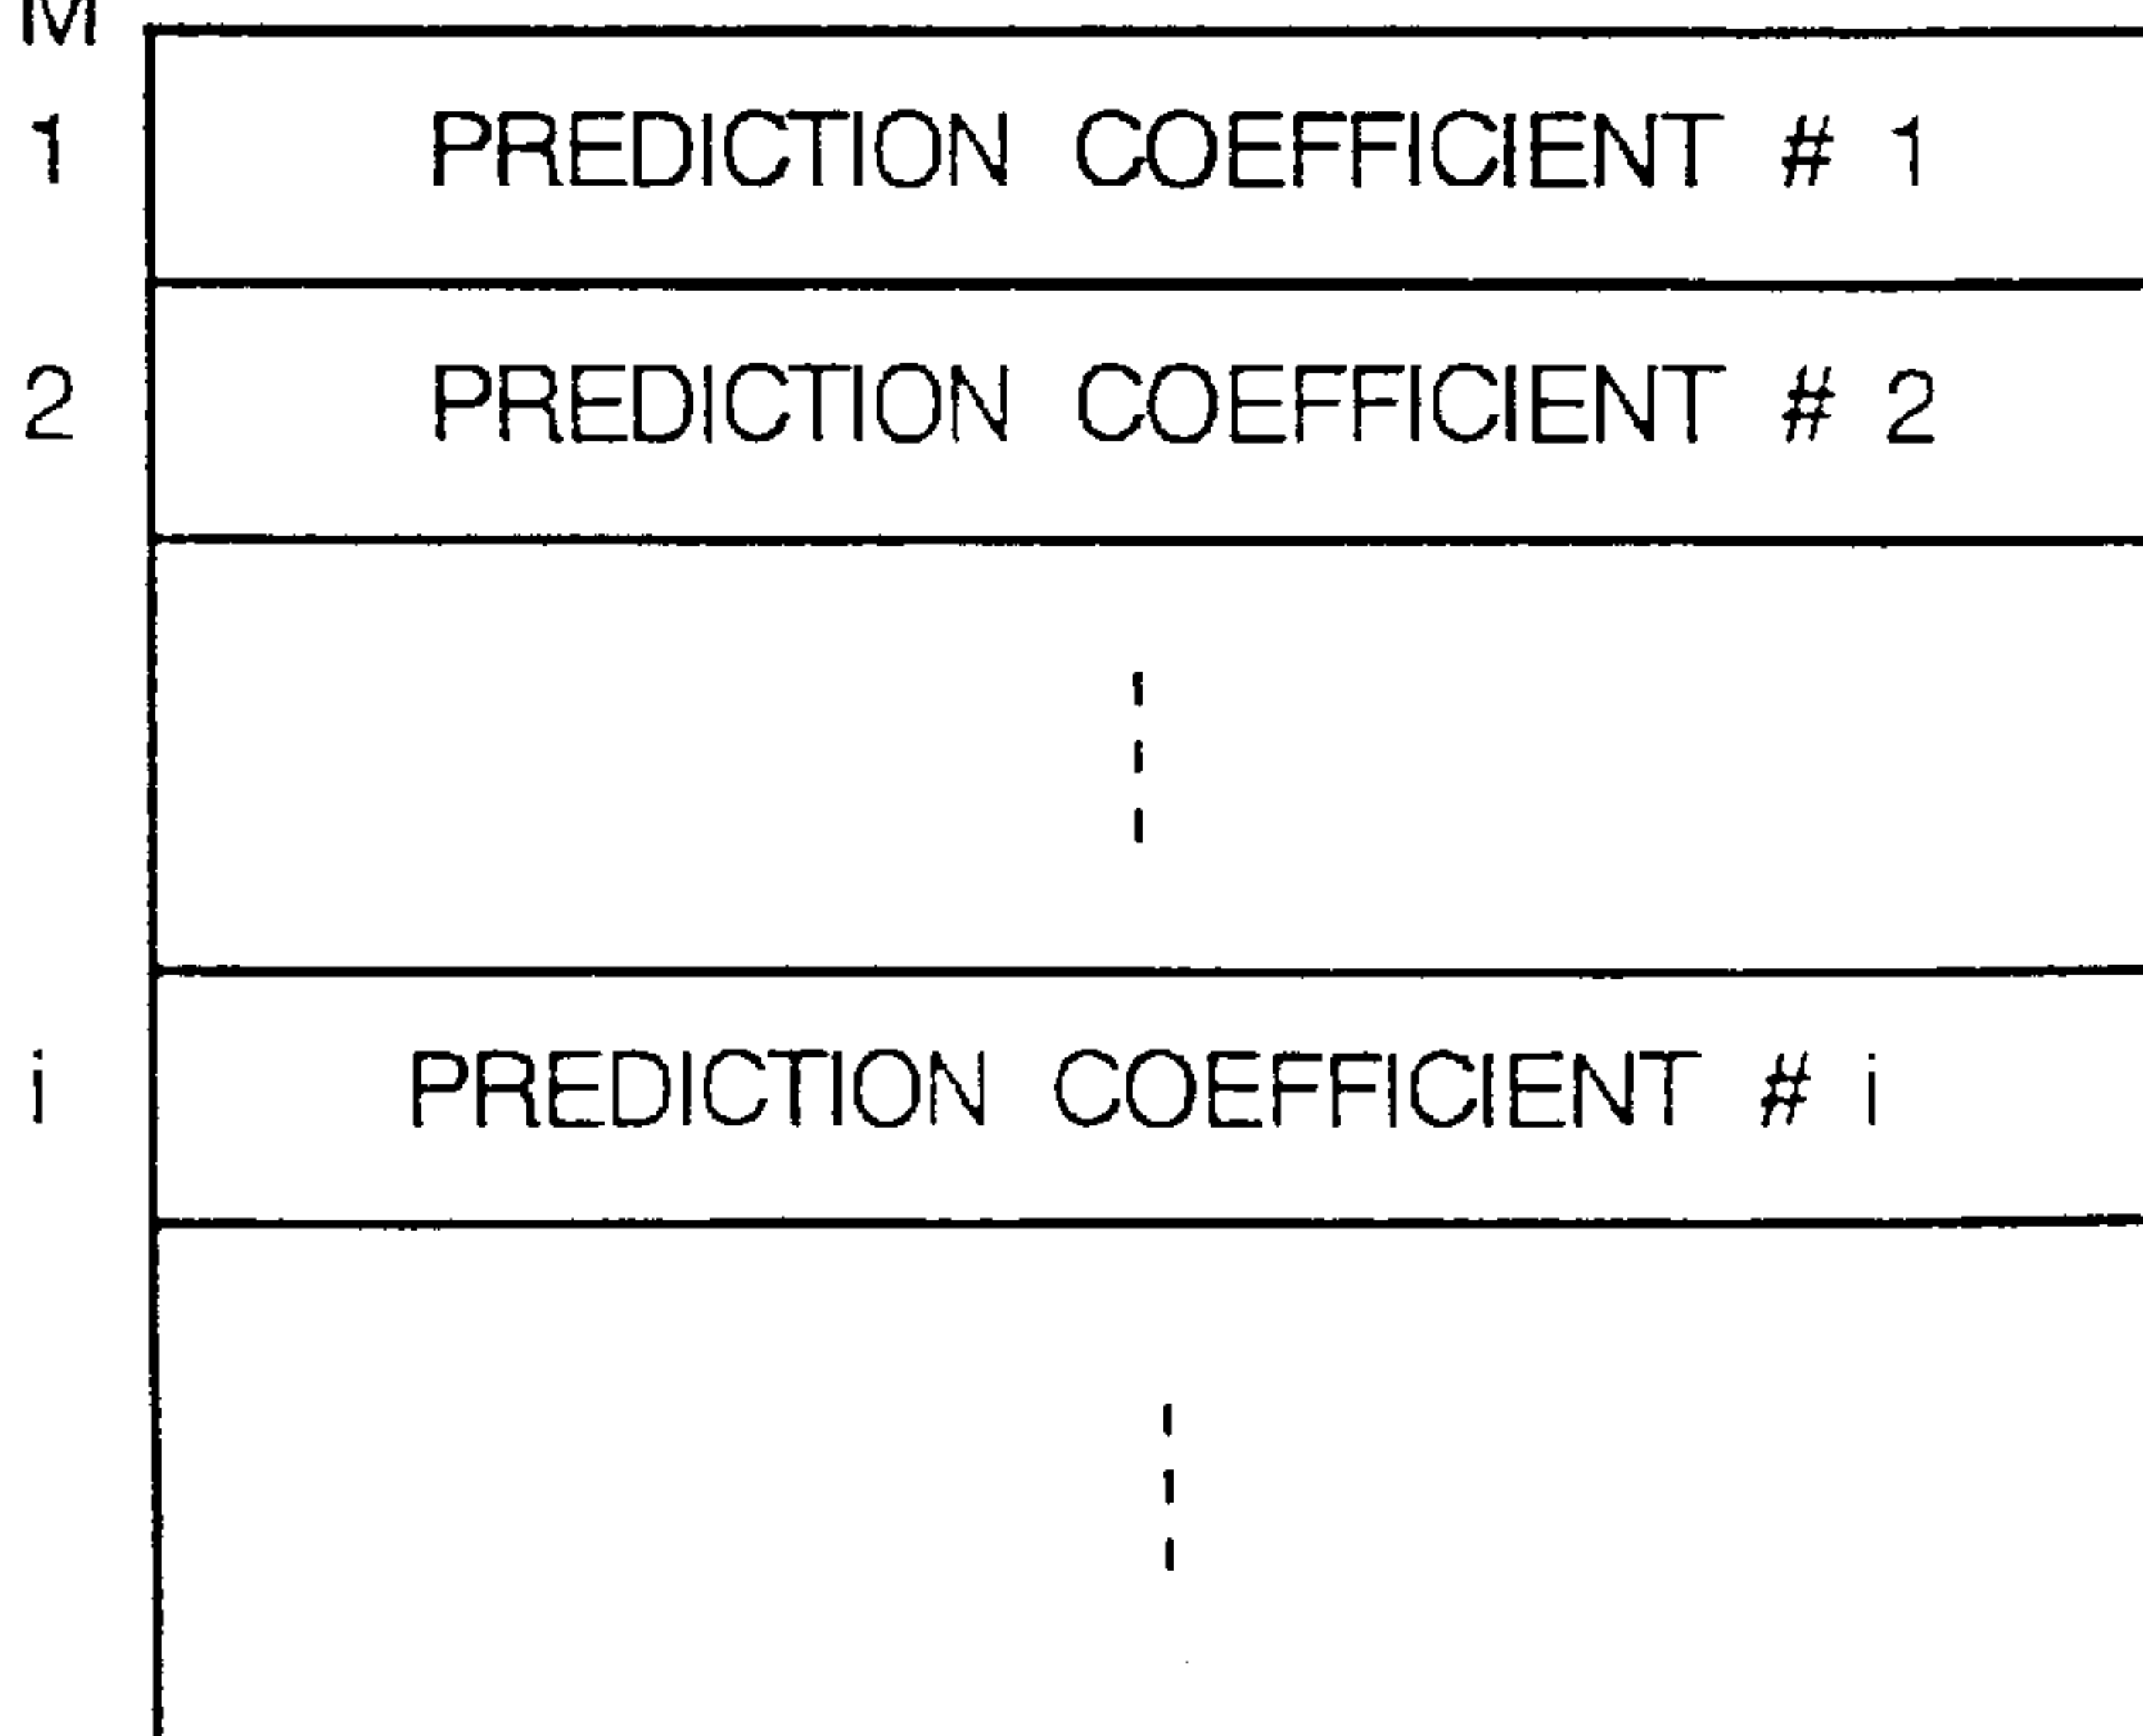 M
1 PREDICTION COEFFICIENT # 1
2 PREDICTION COEFFICIENT # 2
i PREDICTION COEFFICIENT # i